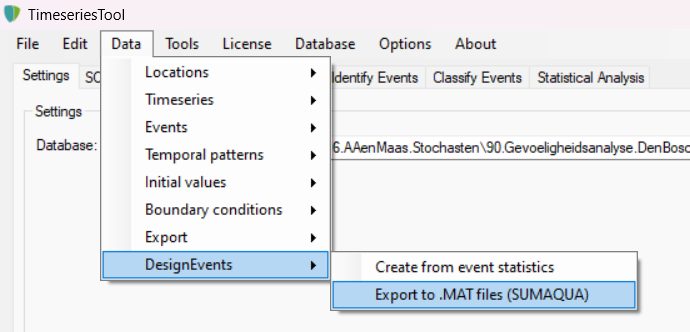 TimeseriesTool
File Edit Data Tools License Database Options About
Settings Identify Events Classify Events Statistical Analysis
Locations
Settings
Timeseries
Events
Database: 6.AAenMaas.Stochasten\90.Gevoeligheidsanalyse.DenBosc
Temporal patterns
Initial values
Boundary conditions
Export
DesignEvents
Create from event statistics
Export to .MAT files (SUMAQUA)